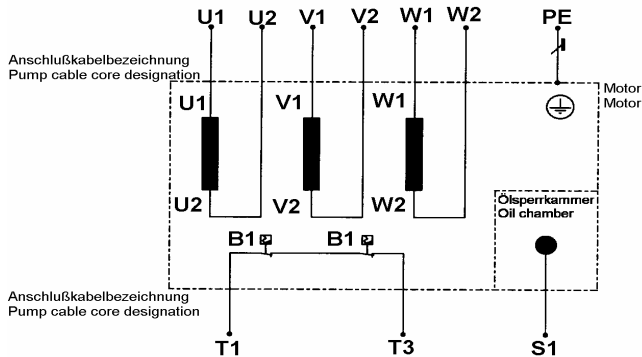 U1 U2 V1 V2 W1 W2 PE
Anschlußkabelbezeichnung
Pump cable core designation
Motor
Motor
U1 V1 W1
U2 V2 W2
Ölsperrkammer
Oil chamber
B1 B1
Anschlußkabelbezeichnung
Pump cable core designation
T1 T3 S1